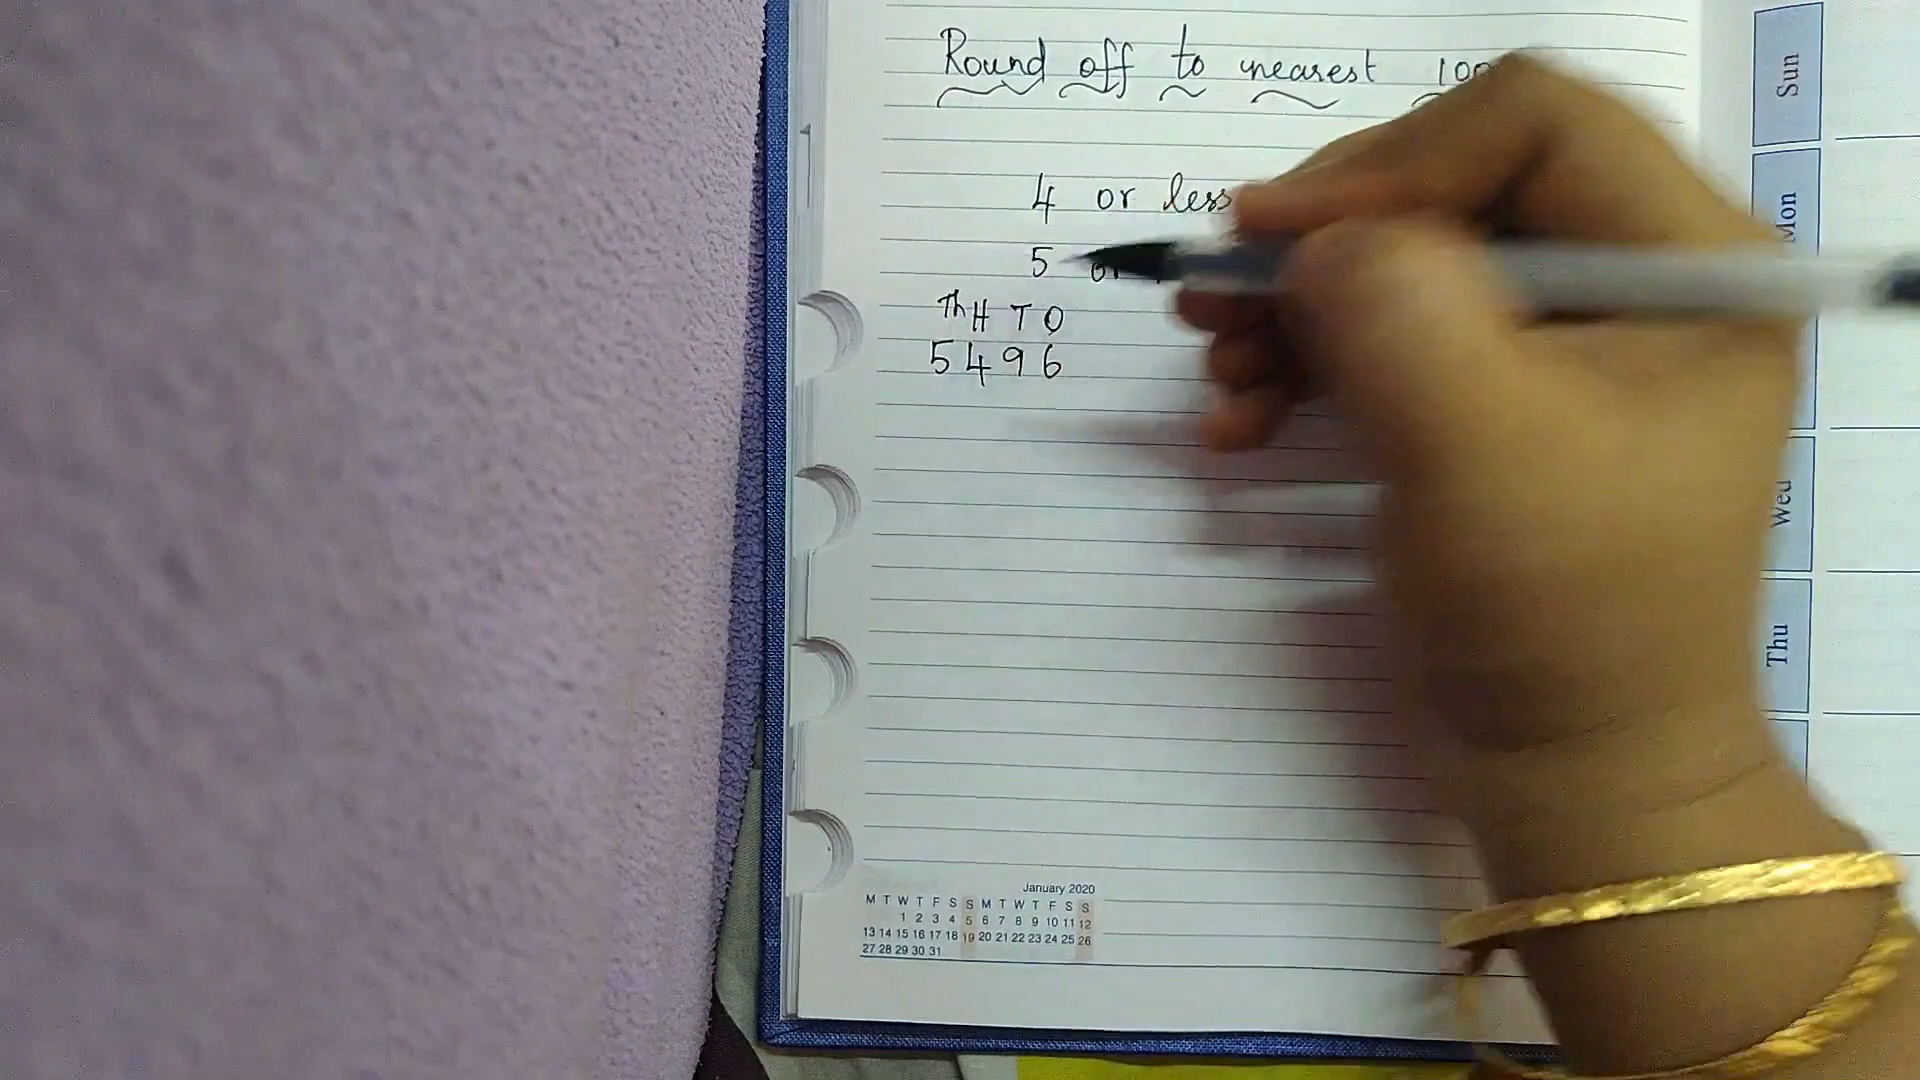 Round off to nearest
4 or less
5 or
Th H T O
5 4 9 6
Sun
Mon
Wed
Thu
January 2020
M T W T F S S M T W T F S S
1 2 3 4 5 6 7 8 9 10 11 12
13 14 15 16 17 18 19 20 21 22 23 24 25 26
27 28 29 30 31